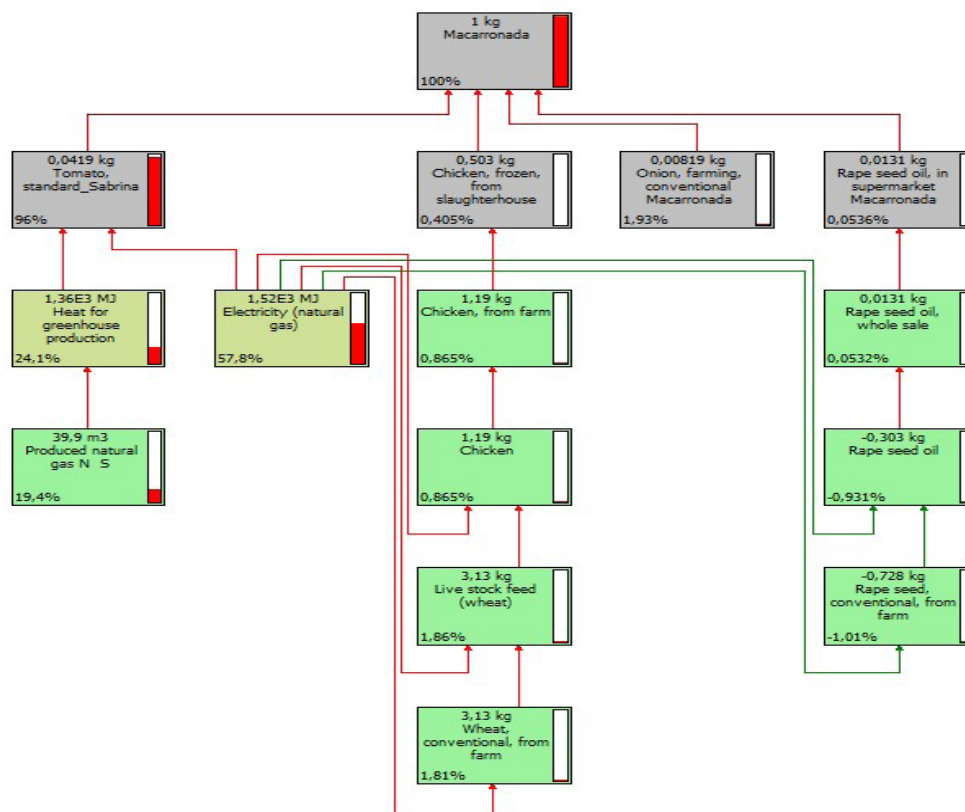 1 kg
Macarronada
100%
0,0419 kg
Tomato,
standard_Sabrina
96%
0,503 kg
Chicken, frozen,
from
slaughterhouse
0,405%
0,00819 kg
Onion, farming,
conventional
Macarronada
1,93%
0,0131 kg
Rape seed oil, in
supermarket
Macarronada
0,0536%
1,36E3 MJ
Heat for
greenhouse
production
24,1%
1,52E3 MJ
Electricity (natural
gas)
57,8%
1,19 kg
Chicken, from farm
0,865%
0,0131 kg
Rape seed oil,
whole sale
0,0532%
39,9 m3
Produced natural
gas N S
19,4%
1,19 kg
Chicken
0,865%
-0,303 kg
Rape seed oil
-0,931%
3,13 kg
Live stock feed
(wheat)
1,86%
-0,728 kg
Rape seed,
conventional, from
farm
-1,01%
3,13 kg
Wheat,
conventional, from
farm
1,81%